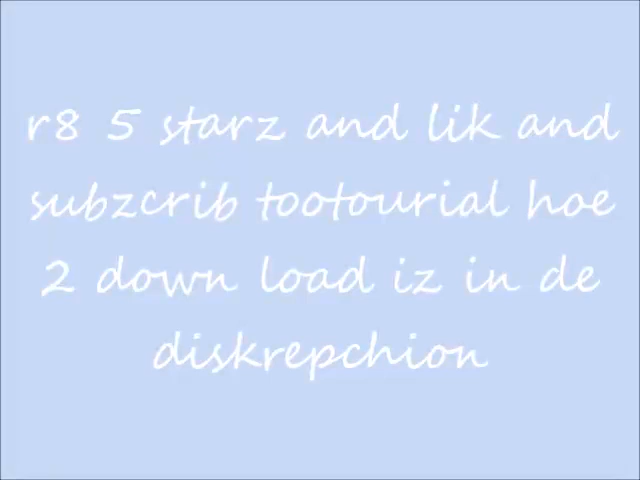 r8 5 starz and lik and
subzcrib tootourial hoe
2 down load iz in de
diskrepchion